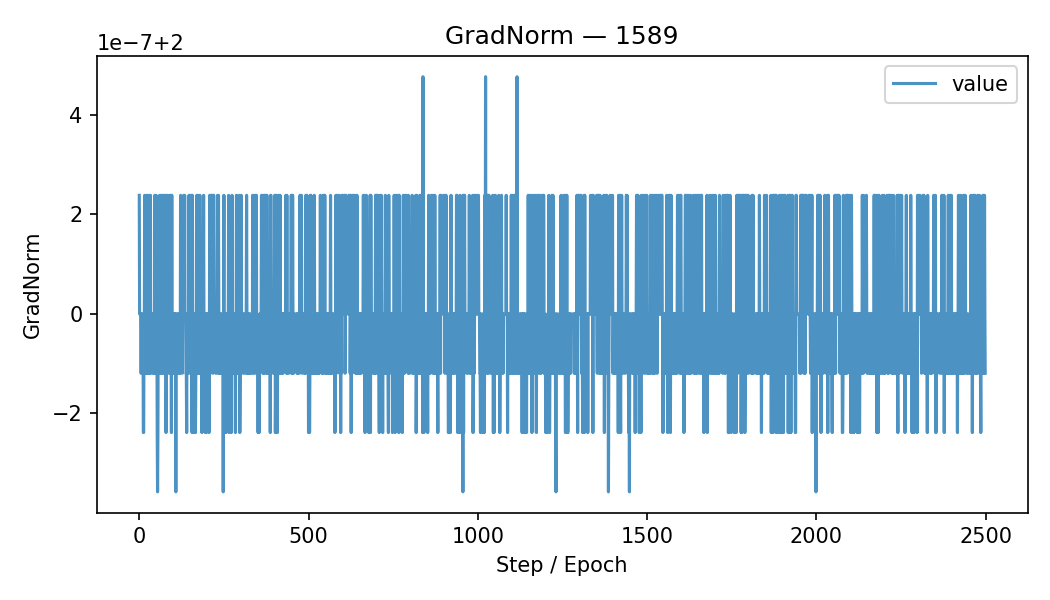 GradNorm — 1589
1e−7+2
value
4
2
0
−2
GradNorm
0 500 1000 1500 2000 2500
Step / Epoch